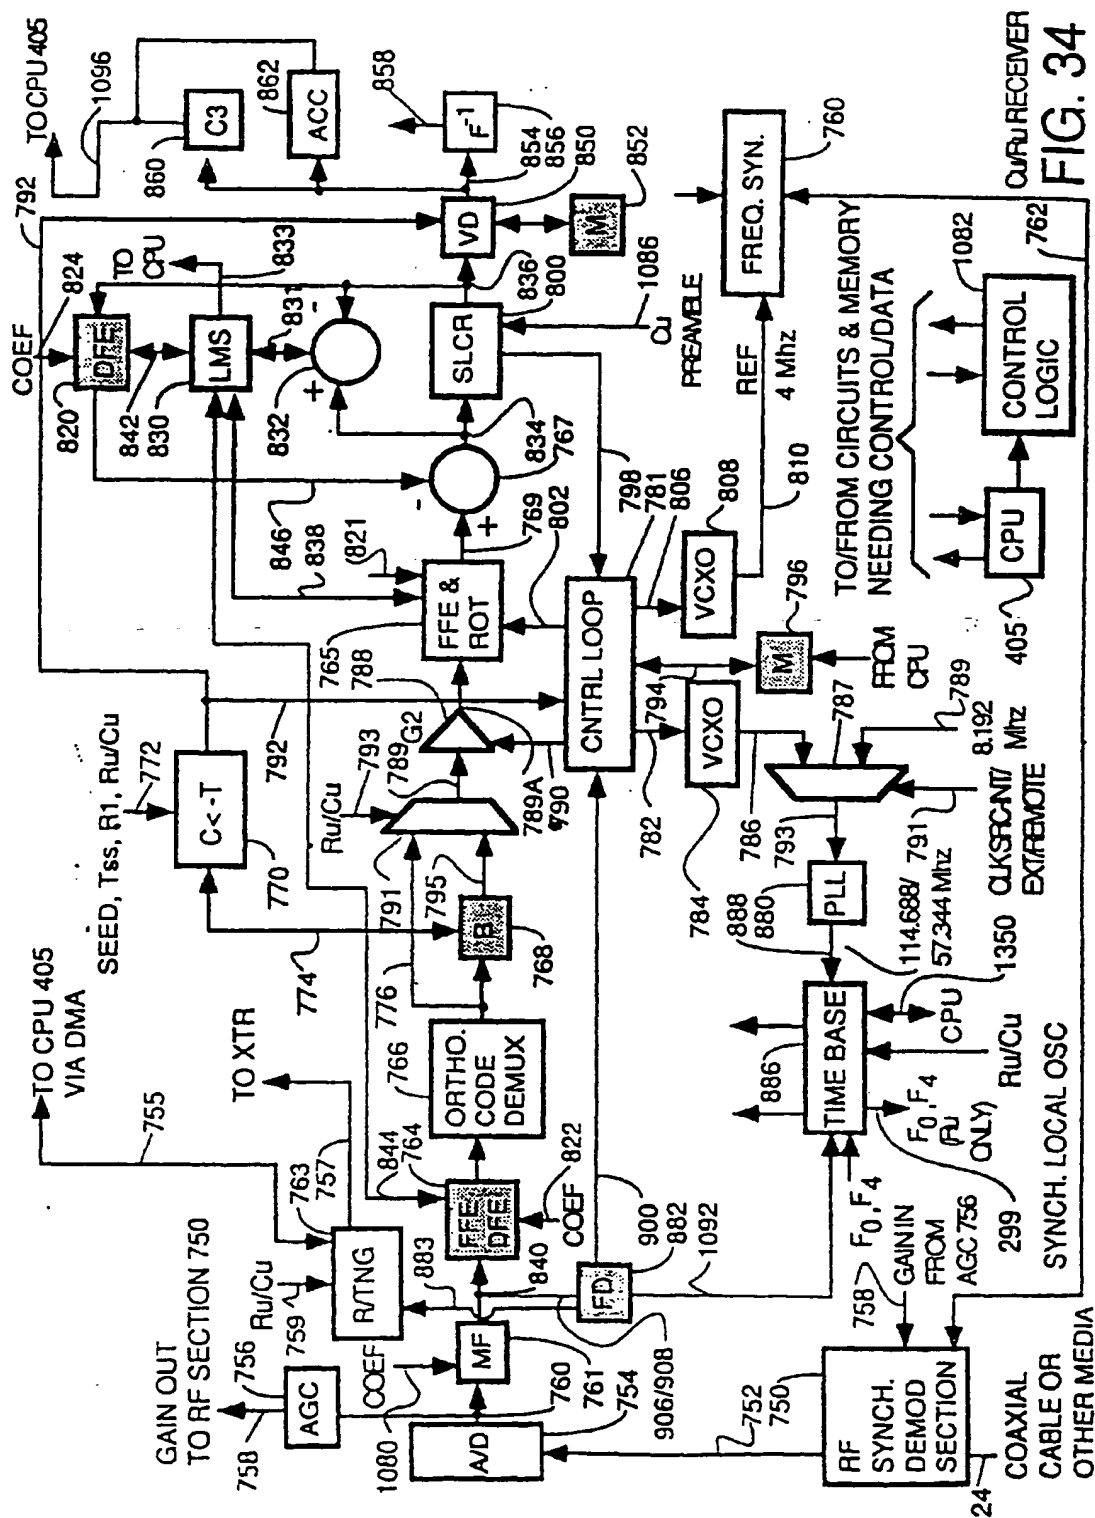 GAIN OUT
TO RF SECTION 750
758
756
AGC
1080
COEF
A/D
760
761
754
MF
906/908
840
883
Ru/Cu
759
R/TNG
763
757
755
TO CPU 405
VIA DMA
TO XTR
844
764
FFE/
DFE
COEF
822
FD
900
882
1092
766
ORTHO.
CODE
DEMUX
776
774
B
768
795
791
SEED, Tss, R1, Ru/Cu
772
C<-T
770
792
Ru/Cu
793
789
G2
789A
790
788
765
FFE &
ROT
846
838
(821
769
802
CNTRL LOOP
798
781
806
782
794
VCXO
784
786
VCXO
808
810
M
796
FROM
CPU
834
767
-
+
COEF
824
792
820
DFE
842
830
LMS
832
+
-
831
833
TO
CPU
SLCR
836
800
Cu
PREAMBLE
1086
VD
M
852
850
856
854
F-1
858
TO CPU 405
1096
860
C3
862
ACC
REF
4 Mhz
FREQ. SYN.
760
787
789
8.192
Mhz
791
CLK SRC-INT/
EXT/REMOTE
793
PLL
880
888
114.688/
57.344 Mhz
886
TIME BASE
1350
CPU
Ru/Cu
F0, F4
(Ru
ONLY)
299
758
F0, F4
GAIN IN
FROM
AGC 756
SYNCH. LOCAL OSC
752
750
RF
SYNCH.
DEMOD
SECTION
24
COAXIAL
CABLE OR
OTHER MEDIA
TO/FROM CIRCUITS & MEMORY
NEEDING CONTROL/DATA
405
CPU
CONTROL
LOGIC
1082
762
Cu/Ru RECEIVER
FIG. 34